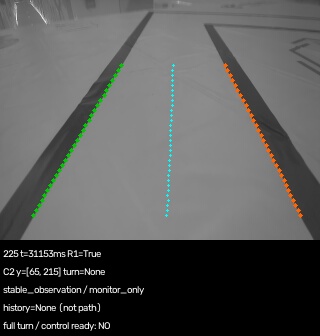 225 t=31153ms R1=True
C2 y=[65, 215] turn=None
stable_observation / monitor_only
history=None (not path)
full turn / control ready: NO